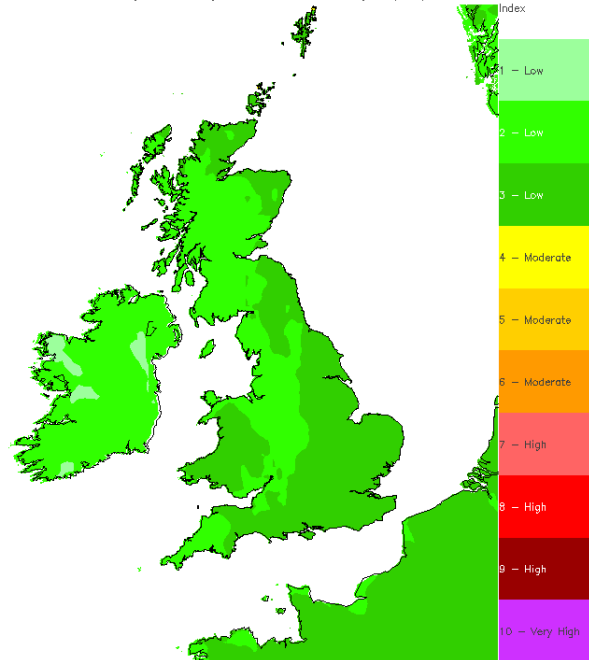 Index
1 – Low
2 – Low
3 – Low
4 – Moderate
5 – Moderate
6 – Moderate
7 – High
8 – High
9 – High
10 – Very High